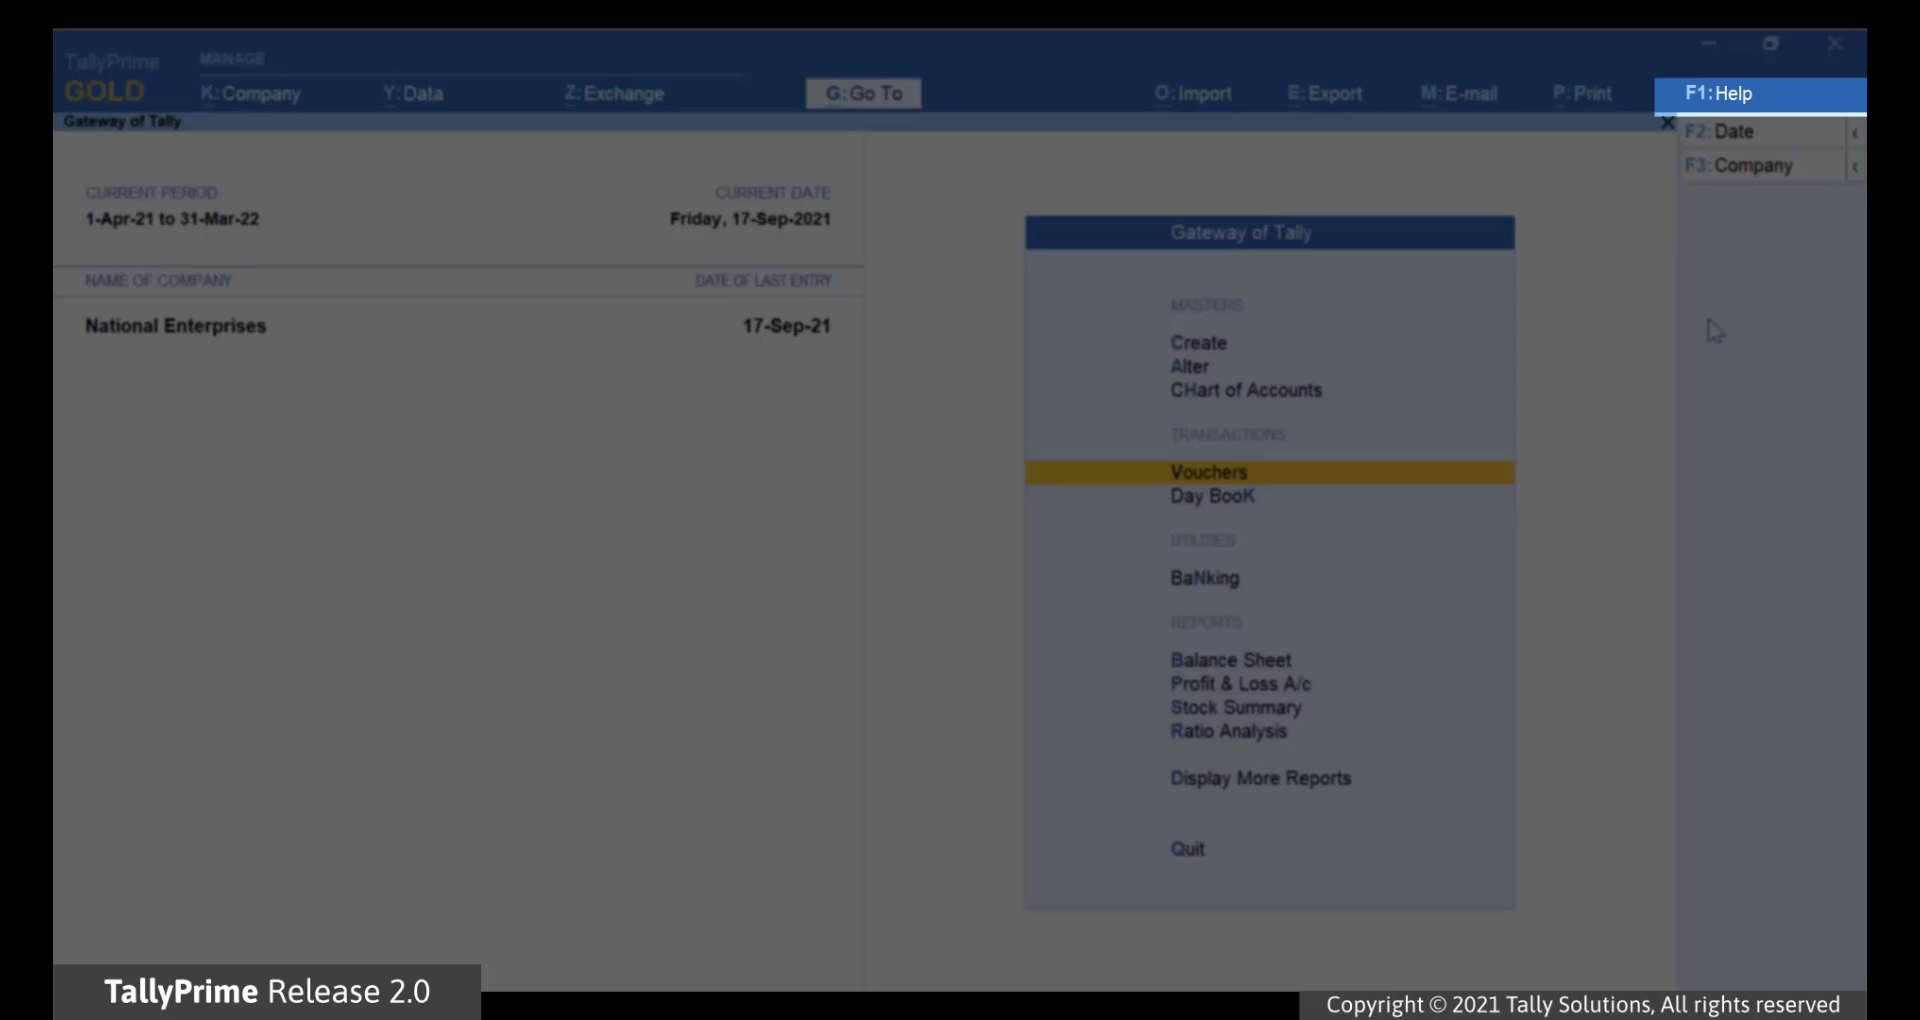 TallyPrime
MANAGE
GOLD
K: Company
Y: Data
Z: Exchange
G: Go To
O: Import
E: Export
M: E-mail
P: Print
F1: Help
Gateway of Tally
F2: Date
F3: Company
CURRENT PERIOD
CURRENT DATE
1-Apr-21 to 31-Mar-22
Friday, 17-Sep-2021
NAME OF COMPANY
DATE OF LAST ENTRY
National Enterprises
17-Sep-21
Gateway of Tally
MASTERS
Create
Alter
CHart of Accounts
TRANSACTIONS
Vouchers
Day BooK
UTILITIES
BaNking
REPORTS
Balance Sheet
Profit & Loss A/c
Stock Summary
Ratio Analysis
Display More Reports
Quit
TallyPrime Release 2.0
Copyright © 2021 Tally Solutions, All rights reserved